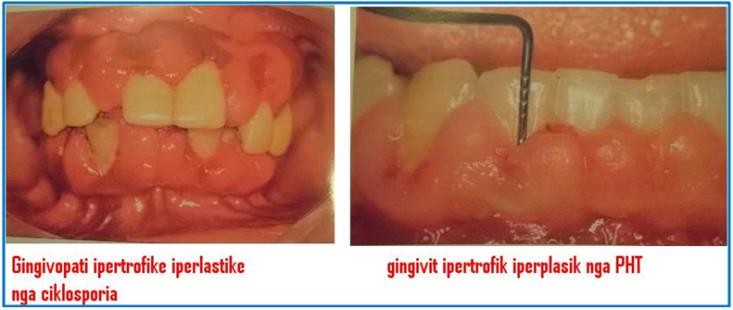 Gingivopati ipertrofike iperlastike
nga ciklosporia
gingivit ipertrofik iperplasik nga PHT